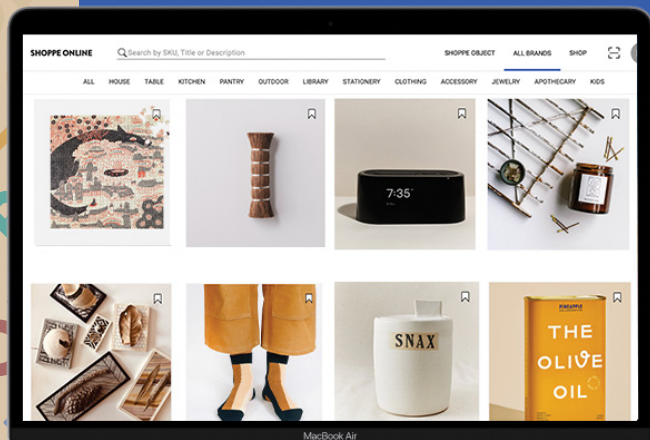 SHOPPE ONLINE
Search by SKU, Title or Description
SHOPPE OBJECT
ALL BRANDS
SHOP
ALL HOUSE TABLE KITCHEN PANTRY OUTDOOR LIBRARY STATIONERY CLOTHING ACCESSORY JEWELRY APOTHECARY KIDS
7:35
SNAX
PINEAPPLE
THE
OLIVE
OIL
MacBook Air